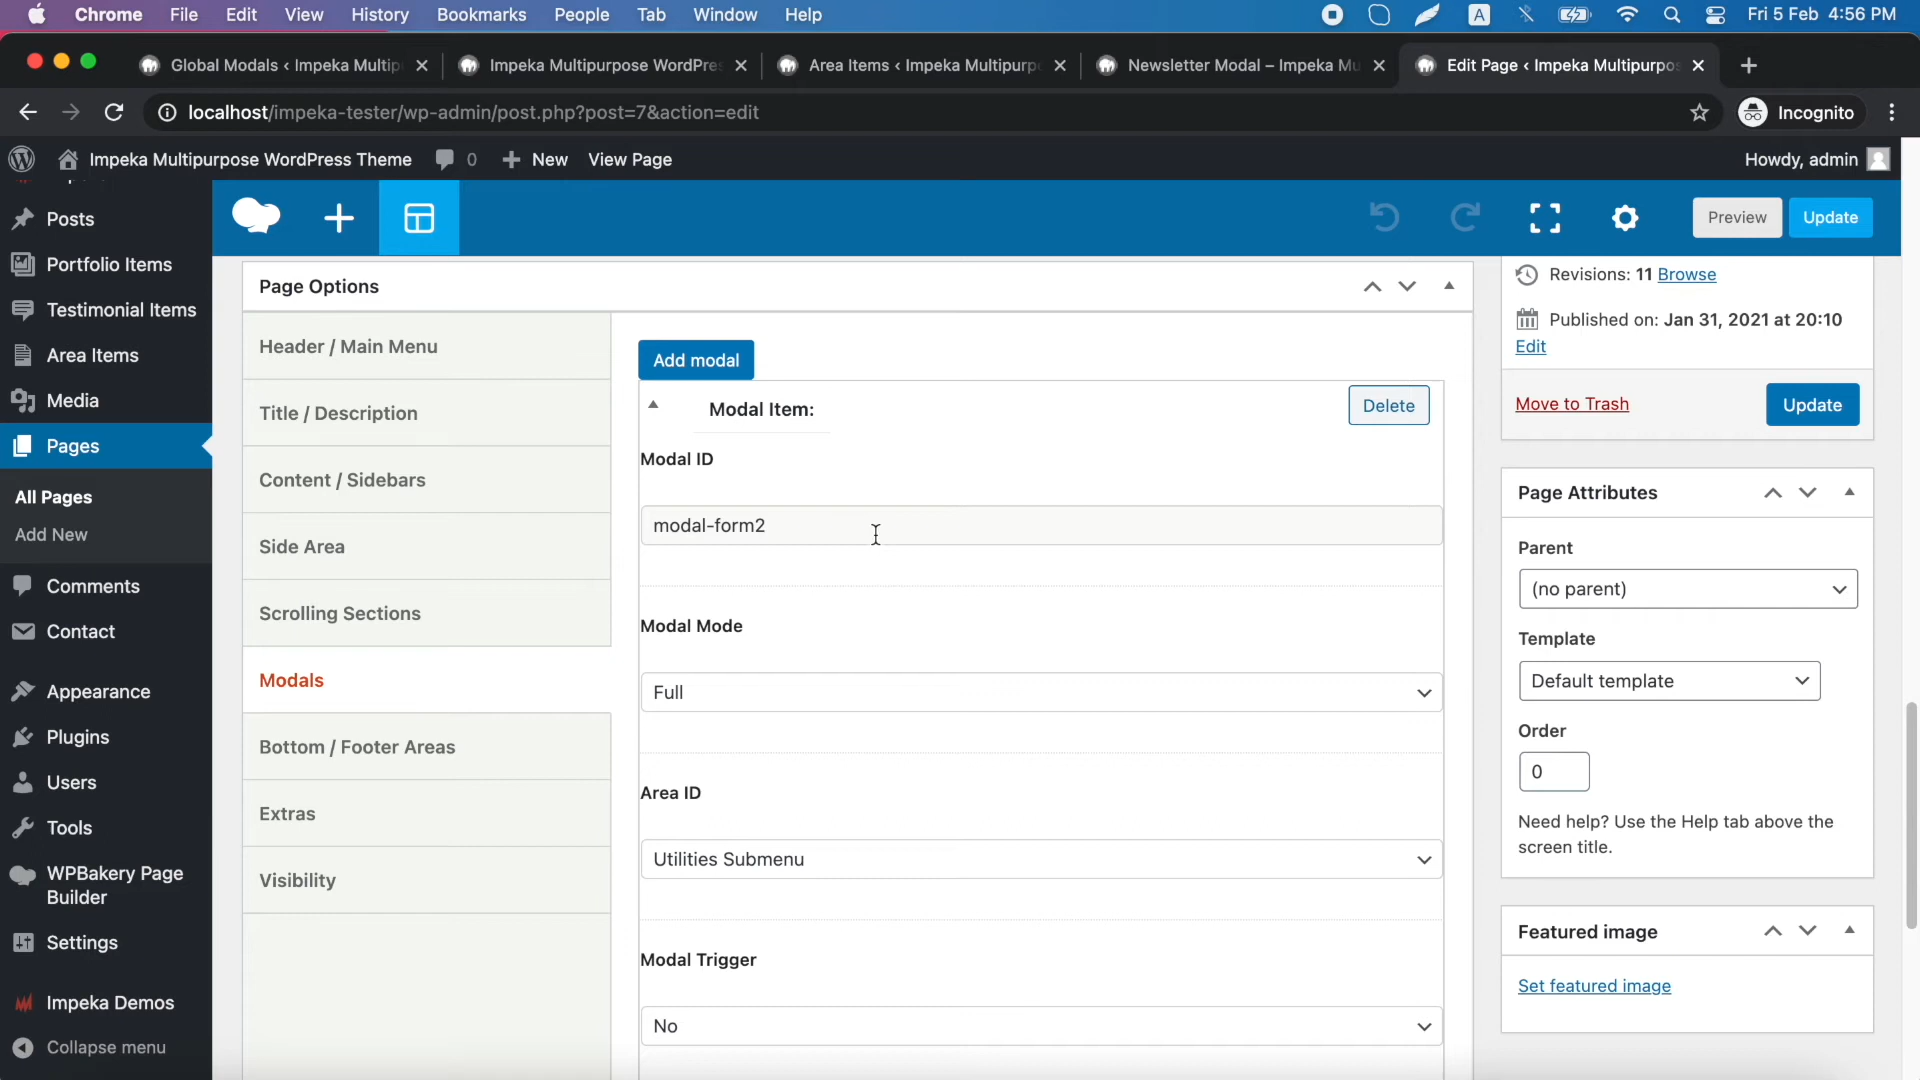 Chrome File Edit View History Bookmarks People Tab Window Help
A Fri 5 Feb 4:56 PM
Global Modals ‹ Impeka Multip
Impeka Multipurpose WordPre
Area Items ‹ Impeka Multipurp
Newsletter Modal – Impeka Mu
Edit Page ‹ Impeka Multipurpo
localhost/impeka-tester/wp-admin/post.php?post=7&action=edit
Incognito
Impeka Multipurpose WordPress Theme 0 New View Page
Howdy, admin
Posts
Portfolio Items
Testimonial Items
Area Items
Media
Pages
All Pages
Add New
Comments
Contact
Appearance
Plugins
Users
Tools
WPBakery Page
Builder
Settings
Impeka Demos
Collapse menu
Preview
Update
Page Options
Header / Main Menu
Title / Description
Content / Sidebars
Side Area
Scrolling Sections
Modals
Bottom / Footer Areas
Extras
Visibility
Add modal
Modal Item:
Delete
Modal ID
modal-form2
Modal Mode
Full
Area ID
Utilities Submenu
Modal Trigger
No
Revisions: 11 Browse
Published on: Jan 31, 2021 at 20:10
Edit
Move to Trash
Update
Page Attributes
Parent
(no parent)
Template
Default template
Order
0
Need help? Use the Help tab above the
screen title.
Featured image
Set featured image